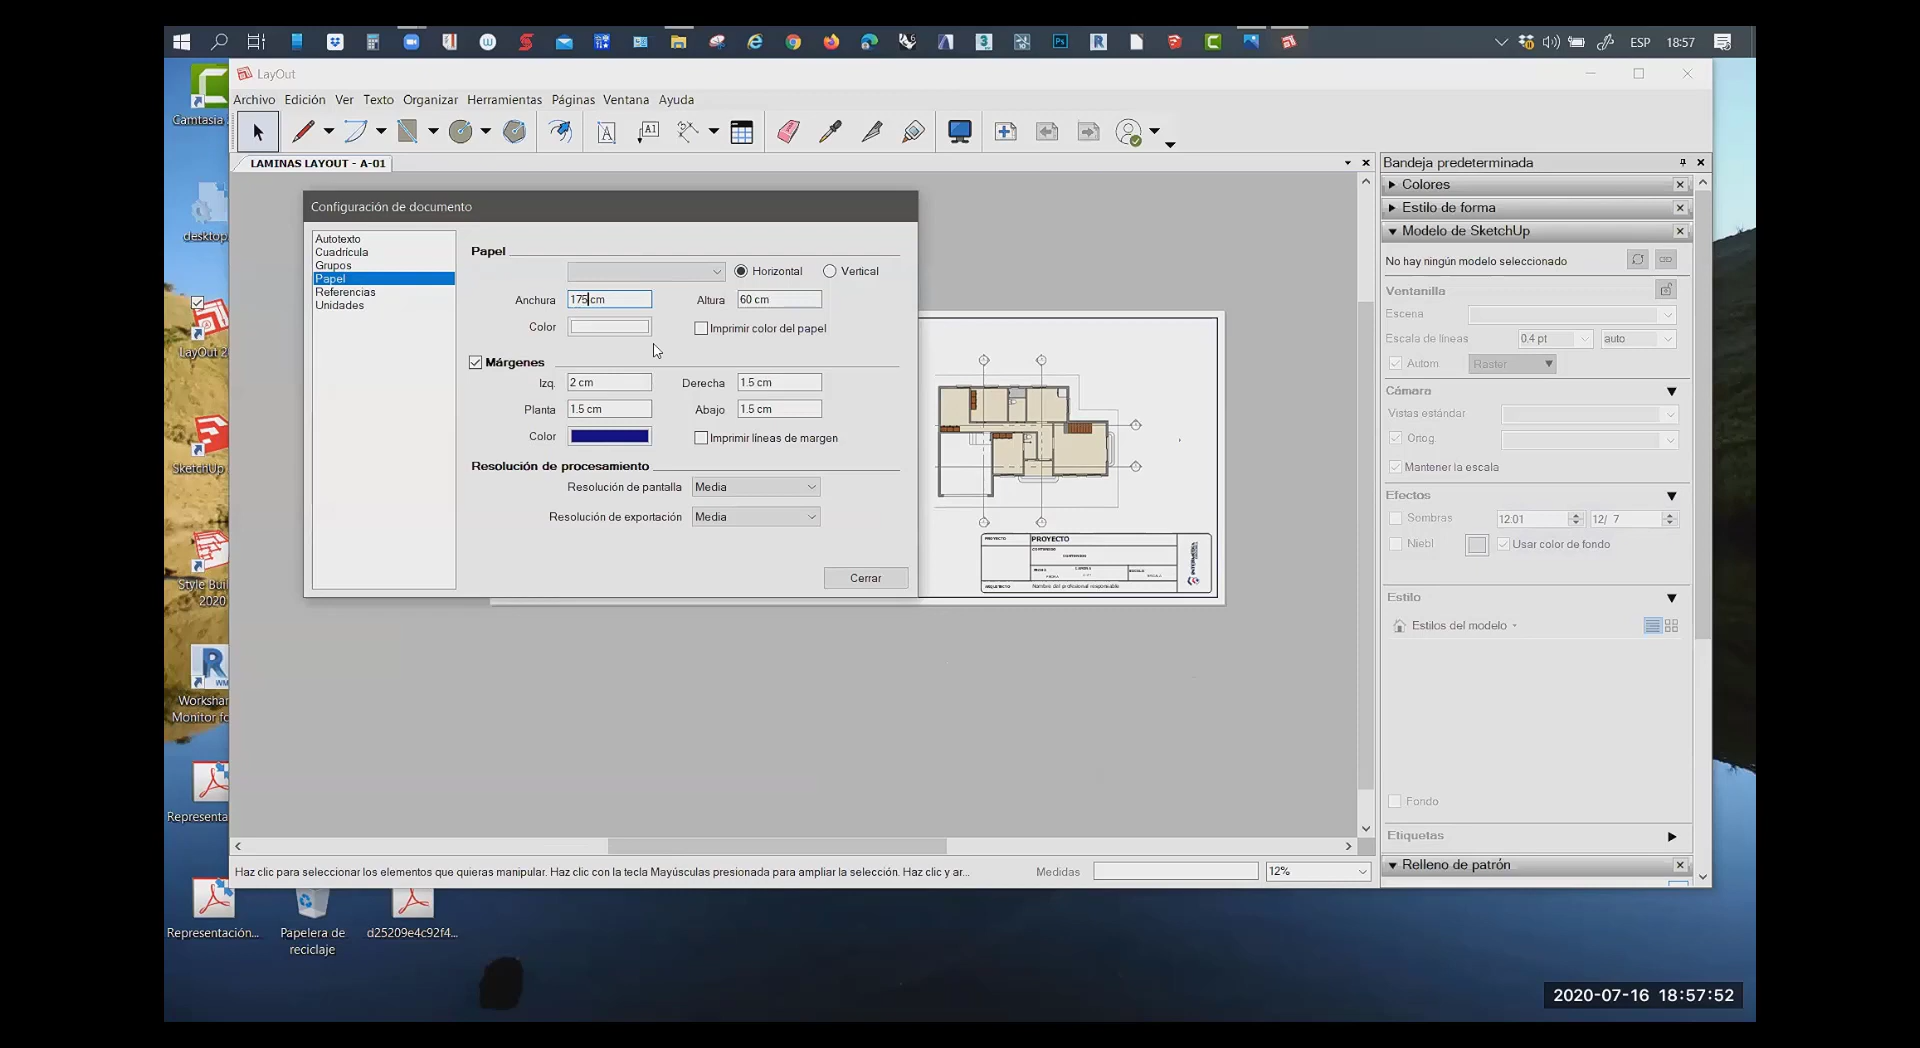 ESP 18:57
LayOut
Archivo Edición Ver Texto Organizar Herramientas Páginas Ventana Ayuda
LAMINAS LAYOUT - A-01
Bandeja predeterminada
Colores
Estilo de forma
Modelo de SketchUp
No hay ningún modelo seleccionado
Ventanilla
Escena
Escala de líneas 0.4 pt auto
Autom Raster
Cámara
Vistas estándar
Ortog.
Mantener la escala
Efectos
Sombras 12:01 12/ 7
Niebl Usar color de fondo
Estilo
Estilos del modelo
Fondo
Etiquetas
Relleno de patrón
Configuración de documento
Autotexto
Cuadrícula
Grupos
Papel
Referencias
Unidades
Papel
Horizontal Vertical
Anchura 175 cm Altura 60 cm
Color Imprimir color del papel
Márgenes
Izq. 2 cm Derecha 1.5 cm
Planta 1.5 cm Abajo 1.5 cm
Color Imprimir líneas de margen
Resolución de procesamiento
Resolución de pantalla Media
Resolución de exportación Media
Cerrar
PROYECTO PROYECTO
CONTENIDO
CONTENIDO
Nombre del profesional responsable
Haz clic para seleccionar los elementos que quieras manipular. Haz clic con la tecla Mayúsculas presionada para ampliar la selección. Haz clic y ar...
Medidas 12%
Camtasia
desktop
LayOut 2
SketchUp
Style Bui
2020
Workshar
Monitor fo
Representa
Representación...
Papelera de
reciclaje
d25209e4c92f4...
2020-07-16 18:57:52